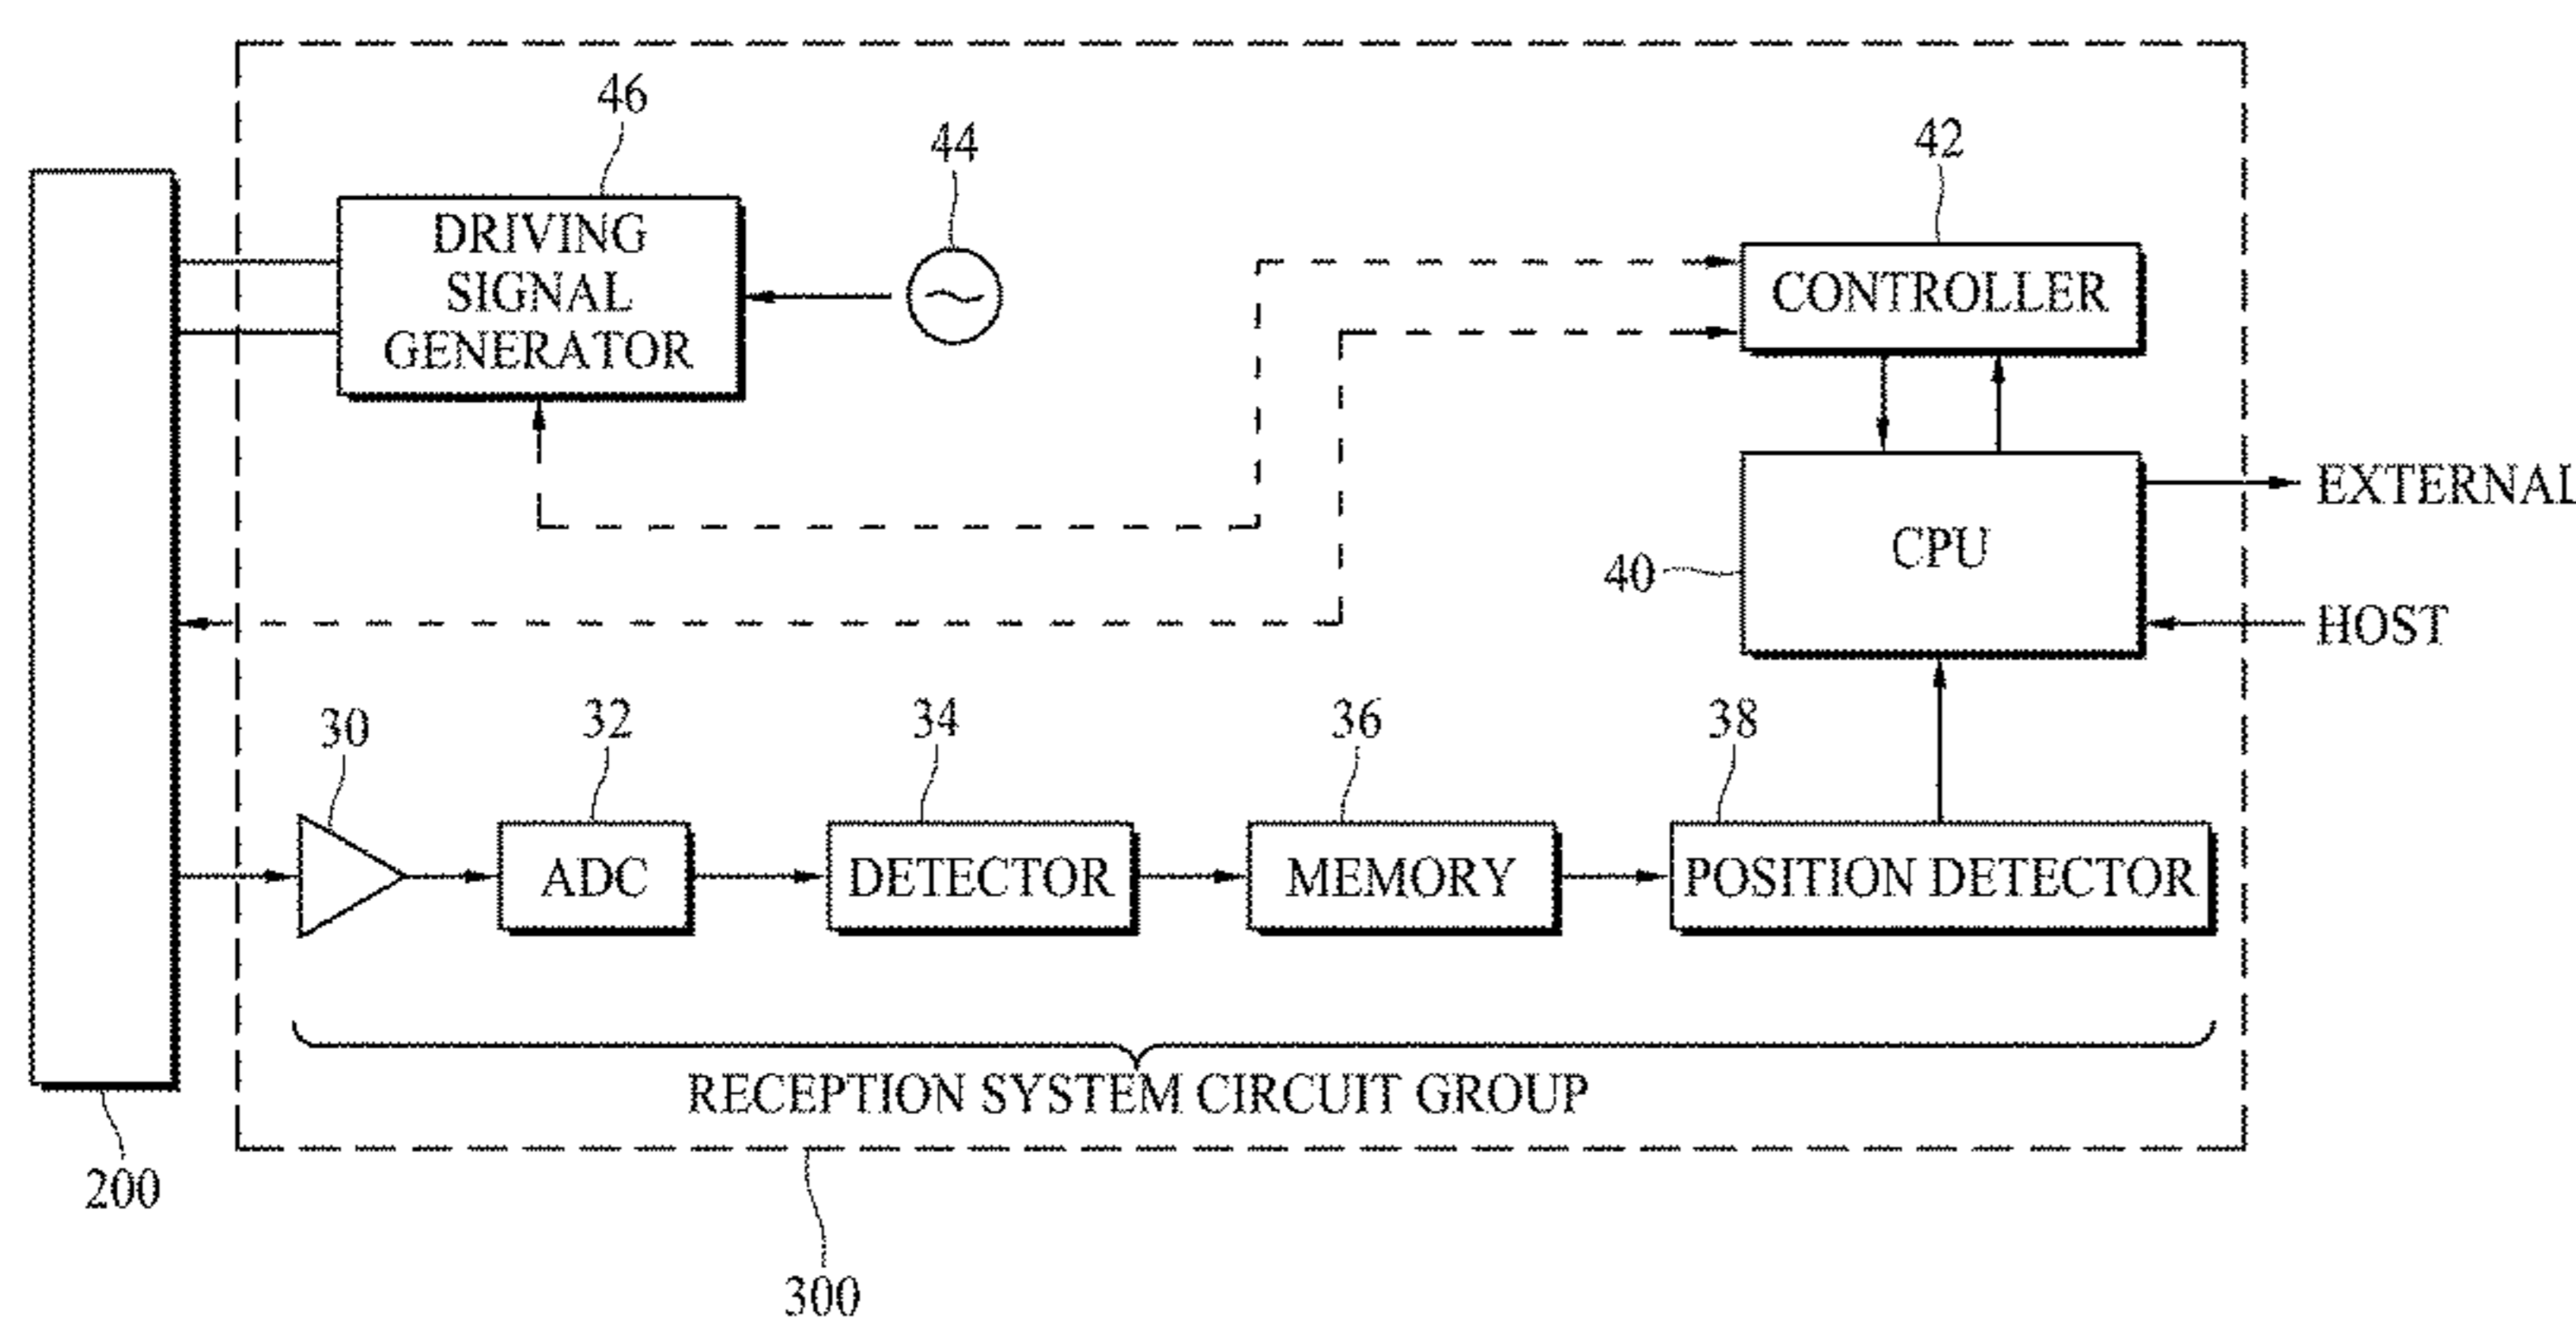 46
44
42
DRIVING
SIGNAL
GENERATOR
CONTROLLER
EXTERNAL
CPU
40
HOST
30
32
34
36
38
ADC
DETECTOR
MEMORY
POSITION DETECTOR
RECEPTION SYSTEM CIRCUIT GROUP
200
300